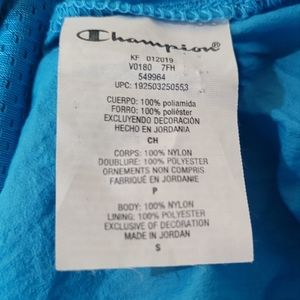 Champion
KF 012019
V0180 7FH
549964
UPC: 192503250553
CUERPO: 100% poliamida
FORRO: 100% poliéster
EXCLUYENDO DECORACIÓN
HECHO EN JORDANIA
CH
CORPS: 100% NYLON
DOUBLURE: 100% POLYESTER
ORNEMENTS NON COMPRIS
FABRIQUÉ EN JORDANIE
P
BODY: 100% NYLON
LINING: 100% POLYESTER
EXCLUSIVE OF DECORATION
MADE IN JORDAN
S